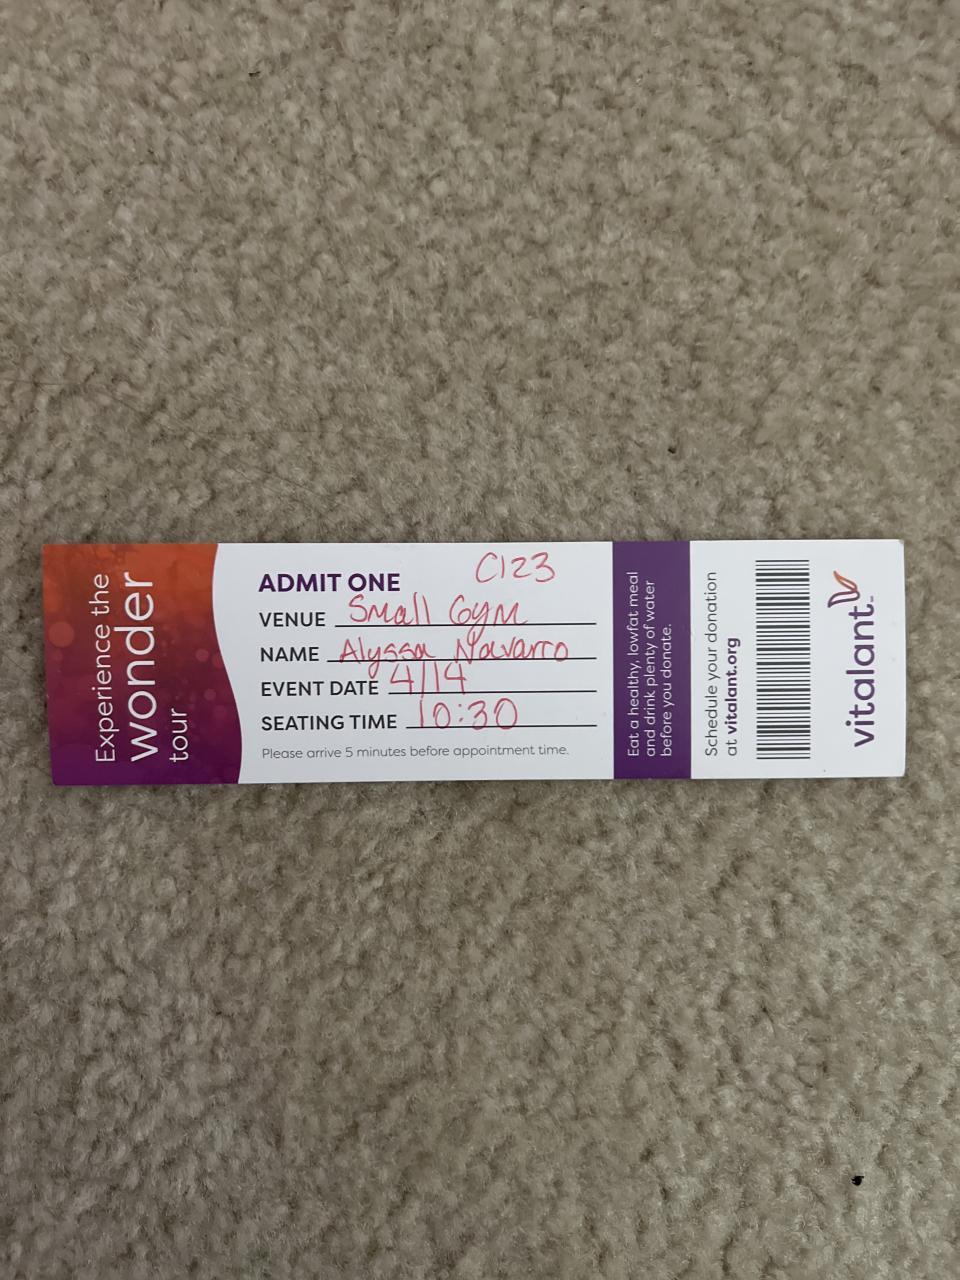 Experience the
wonder
tour
C123
ADMIT ONE
VENUE Small Gym
NAME Alyssa Navarro
EVENT DATE 4/14
SEATING TIME 10:30
Please arrive 5 minutes before appointment time.
Eat a healthy, lowfat meal
and drink plenty of water
before you donate.
Schedule your donation
at vitalant.org
vitalant™